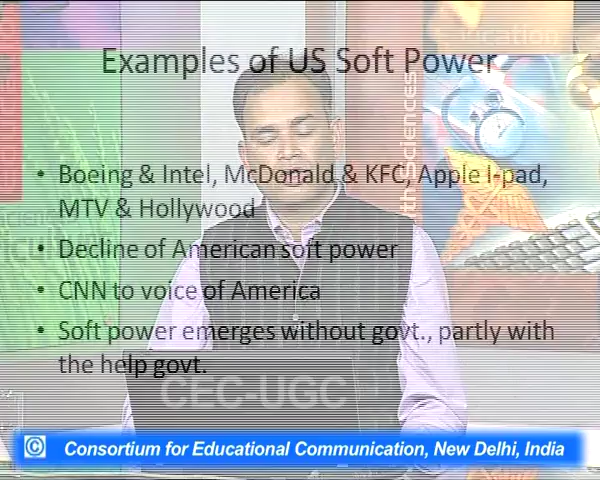 Education
Examples of US Soft Power
• Boeing & Intel, McDonald & KFC, Apple I-pad,
MTV & Hollywood
• Decline of American soft power
• CNN to voice of America
• Soft power emerges without govt., partly with
the help govt.
CEC-UGC
© Consortium for Educational Communication, New Delhi, India